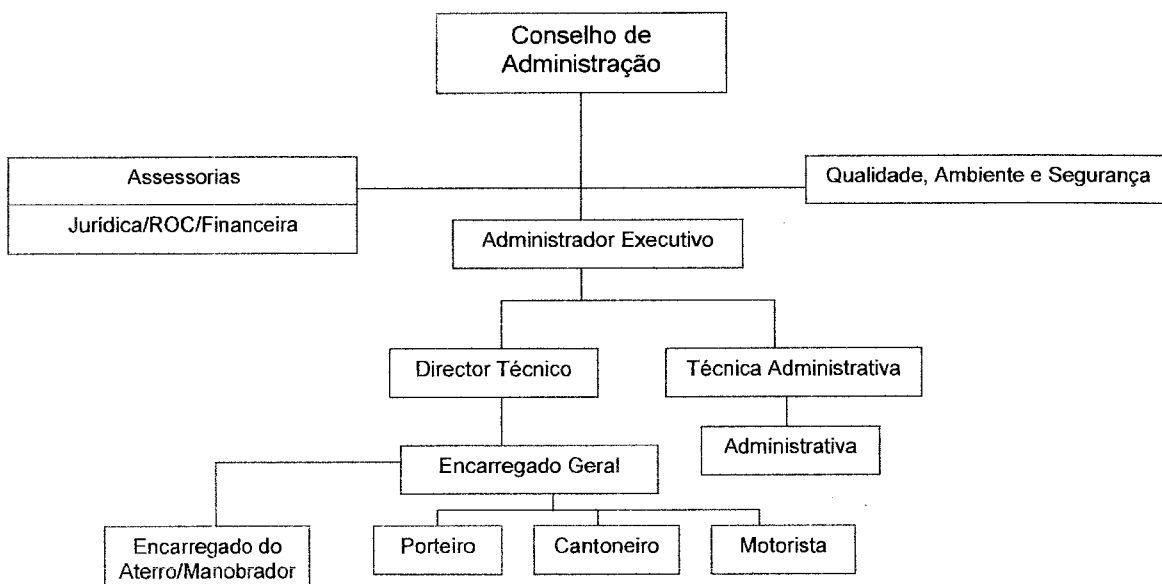 Conselho de
Administração
Assessorias
Qualidade, Ambiente e Segurança
Jurídica/ROC/Financeira
Administrador Executivo
Director Técnico
Técnica Administrativa
Administrativa
Encarregado Geral
Encarregado do
Aterro/Manobrador
Porteiro
Cantoneiro
Motorista